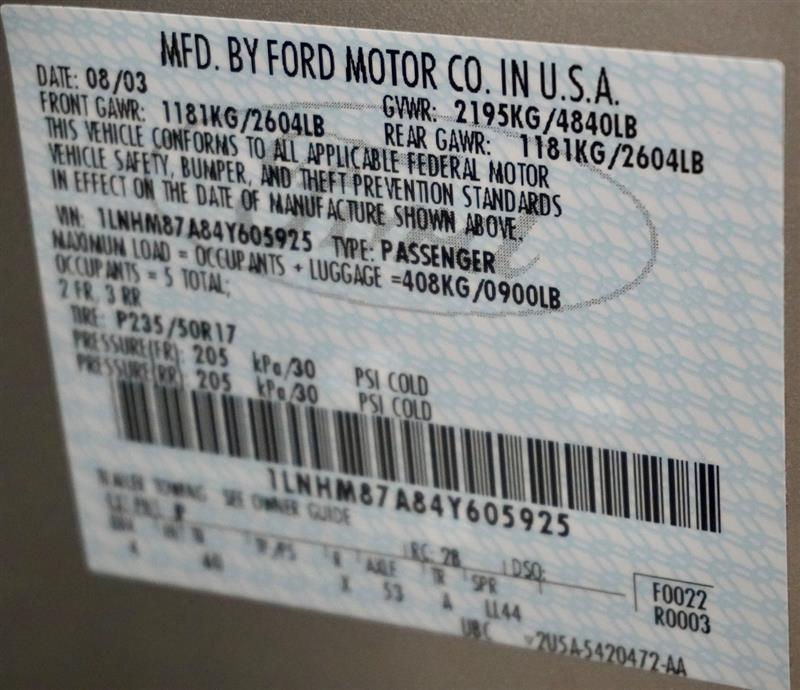 MFD. BY FORD MOTOR CO. IN U.S.A.
DATE: 08/03 GVWR: 2195KG/4840LB
FRONT GAWR: 1181KG/2604LB REAR GAWR: 1181KG/2604LB
THIS VEHICLE CONFORMS TO ALL APPLICABLE FEDERAL MOTOR
VEHICLE SAFETY, BUMPER, AND THEFT PREVENTION STANDARDS
IN EFFECT ON THE DATE OF MANUFACTURE SHOWN ABOVE.
VIN: 1LNHM87A84Y605925 TYPE: PASSENGER
MAXIMUM LOAD = OCCUPANTS + LUGGAGE =408KG/0900LB
OCCUPANTS = 5 TOTAL;
2 FR, 3 RR
TIRE: P235/50R17
PRESSURE(FR): 205 kPa/30 PSI COLD
PRESSURE(RR): 205 kPa/30 PSI COLD
1LNHM87A84Y605925
TRAILER TOWING SEE OWNER GUIDE
RC: 2B DSO:
R AXLE TR SPR F0022
X 53 A LL44 R0003
UBC 2U5A-5420472-AA